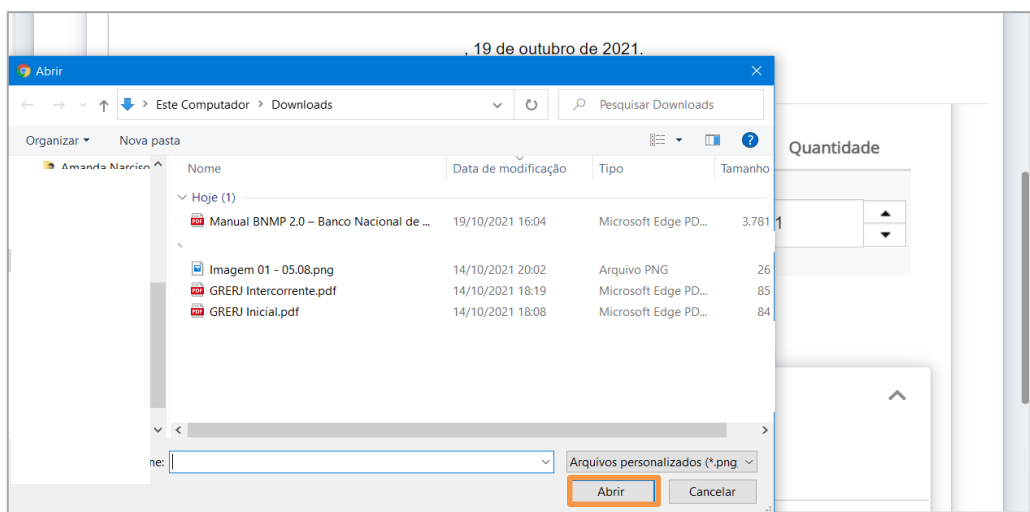 , 19 de outubro de 2021.
Abrir
Este Computador > Downloads
Pesquisar Downloads
Organizar
Nova pasta
Quantidade
Amanda Narciso
Nome
Data de modificação
Tipo
Tamanho
Hoje (1)
Manual BNMP 2.0 – Banco Nacional de ... 19/10/2021 16:04 Microsoft Edge PD... 3.781
1
Imagem 01 - 05.08.png 14/10/2021 20:02 Arquivo PNG 26
GRERJ Intercorrente.pdf 14/10/2021 18:19 Microsoft Edge PD... 85
GRERJ Inicial.pdf 14/10/2021 18:08 Microsoft Edge PD... 84
ne:
Arquivos personalizados (*.png,
Abrir
Cancelar